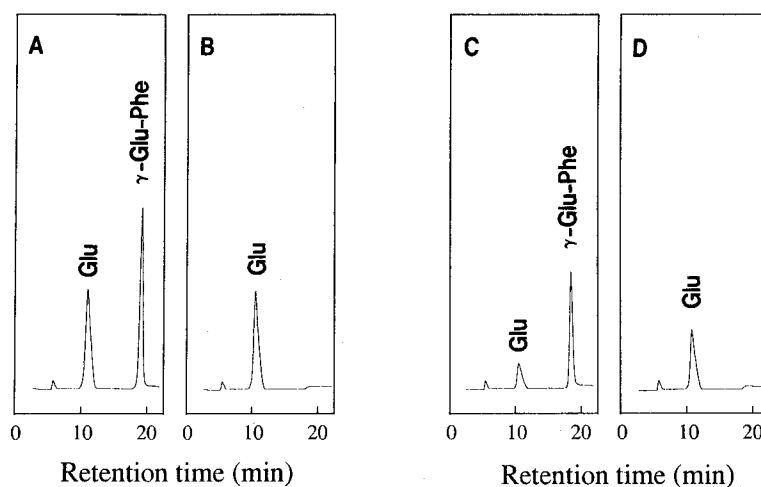 A
B
C
D
Glu
γ-Glu-Phe
Glu
Glu
γ-Glu-Phe
Glu
0 10 20 0 10 20 0 10 20 0 10 20
Retention time (min) Retention time (min)